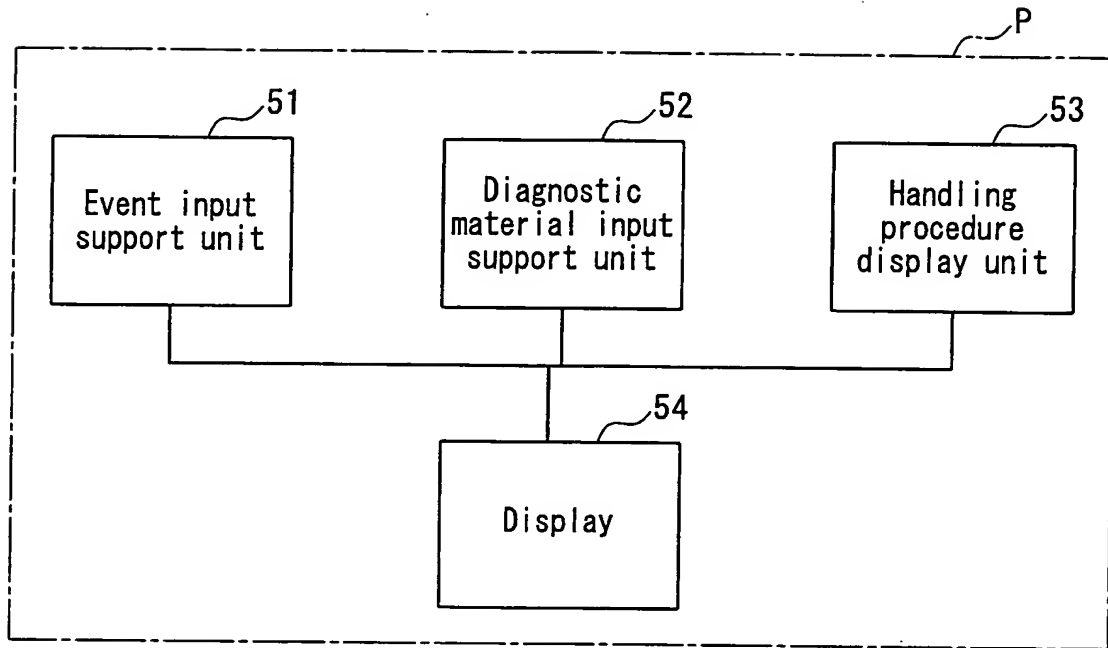 P
51
52
53
Event input
support unit
Diagnostic
material input
support unit
Handling
procedure
display unit
54
Display